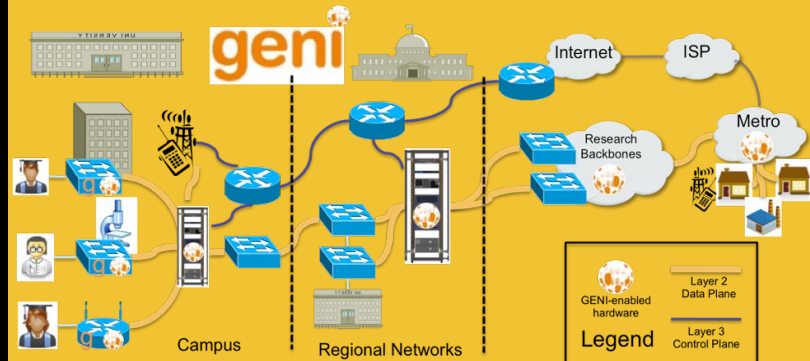 UNIVERSITY
geni
Internet
ISP
Metro
Research
Backbones
g
g
g
Campus
Regional Networks
GENI-enabled
hardware
Layer 2
Data Plane
Legend
Layer 3
Control Plane